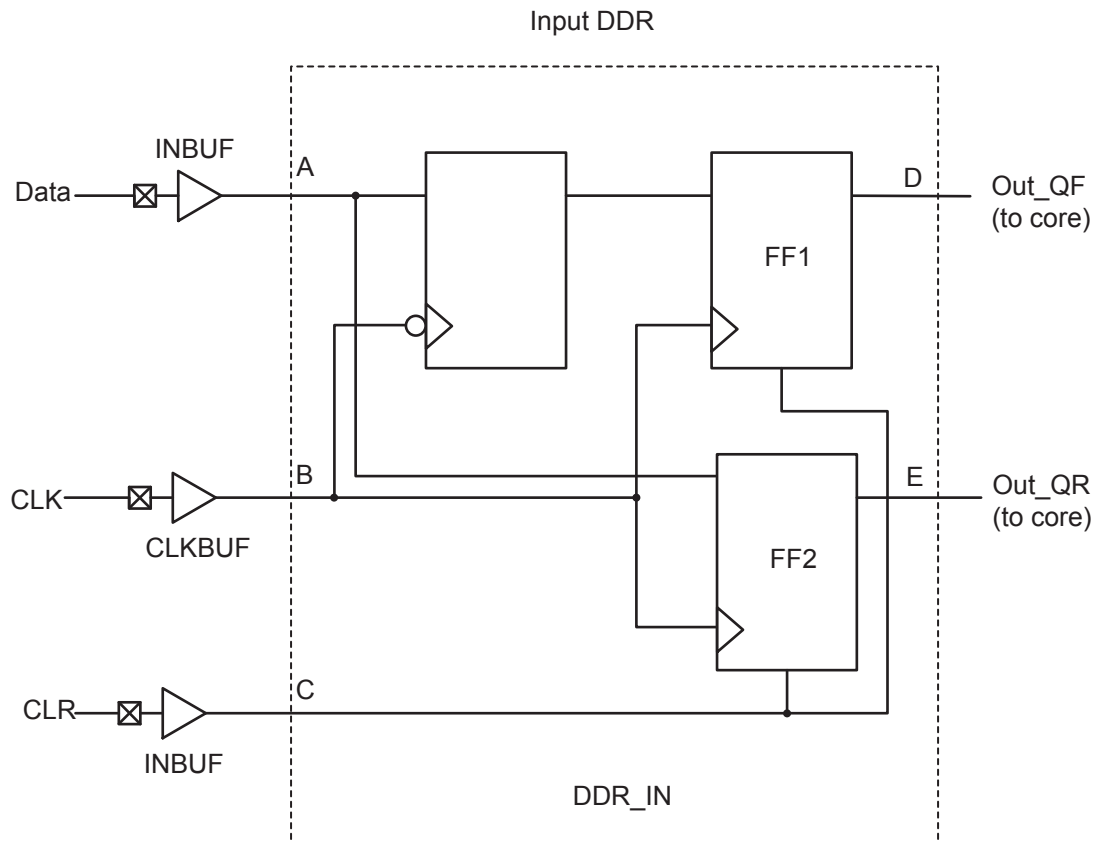 Input DDR
INBUF
A
Data
D
Out_QF
(to core)
FF1
B
CLK
E
Out_QR
(to core)
CLKBUF
FF2
C
CLR
INBUF
DDR_IN